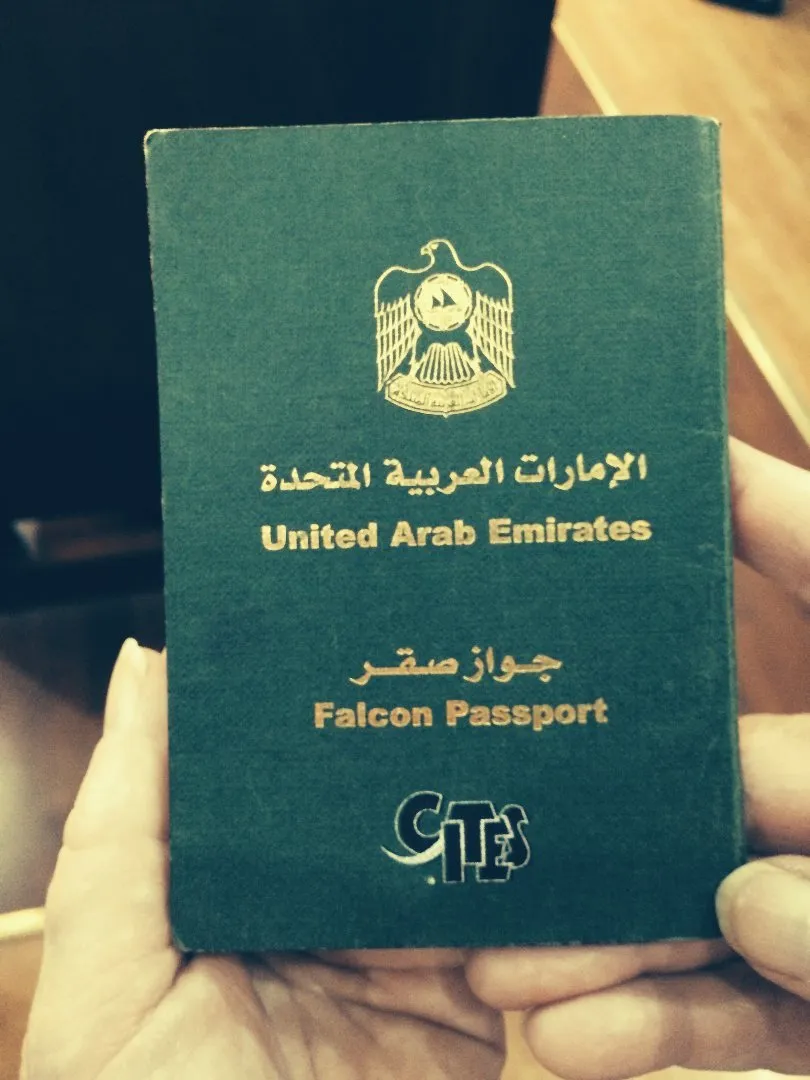 الإمارات العربية المتحدة
United Arab Emirates
جواز صقر
Falcon Passport
CITES